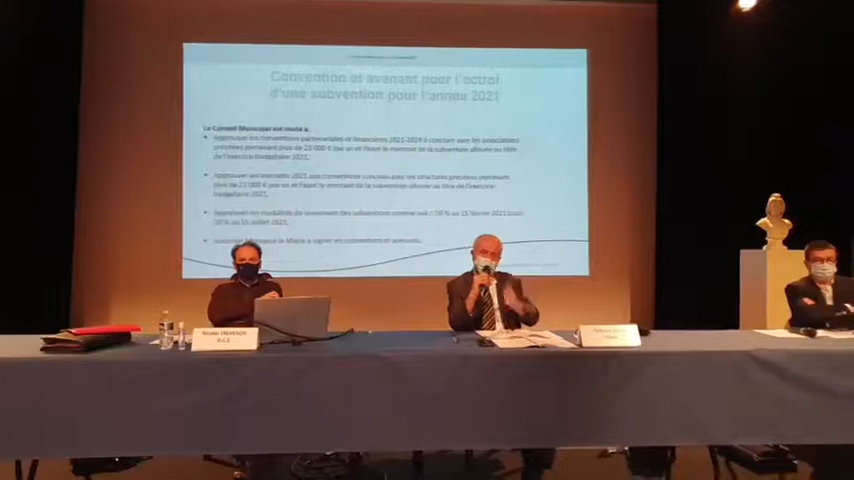 Convention et avenant pour l'octroi
d'une subvention pour l'année 2021
Le Conseil Municipal est invité à
• Approuver les conventions partenariales et financières 2021-2024 à conclure avec les associations
précitées percevant plus de 23 000 € par an et fixant le montant de la subvention allouée au titre
de l'exercice budgétaire 2021,
• Approuver les avenants 2021 aux conventions conclues avec les structures précitées percevant
plus de 23 000 € par an et fixant le montant de la subvention allouée au titre de l'exercice
budgétaire 2021,
• Approuver les modalités de versement des subventions comme suit : 50 % au 15 février 2021 et
50 % au 15 juillet 2021,
• le Maire à signer les conventions et avenants.
D.G.S